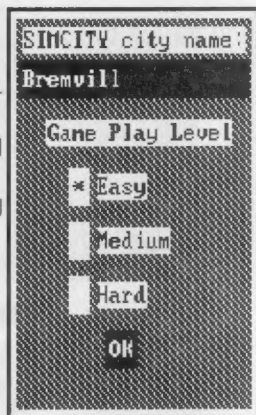 SIMCITY city name:
Bremvill
Game Play Level
* Easy
Medium
Hard
OK